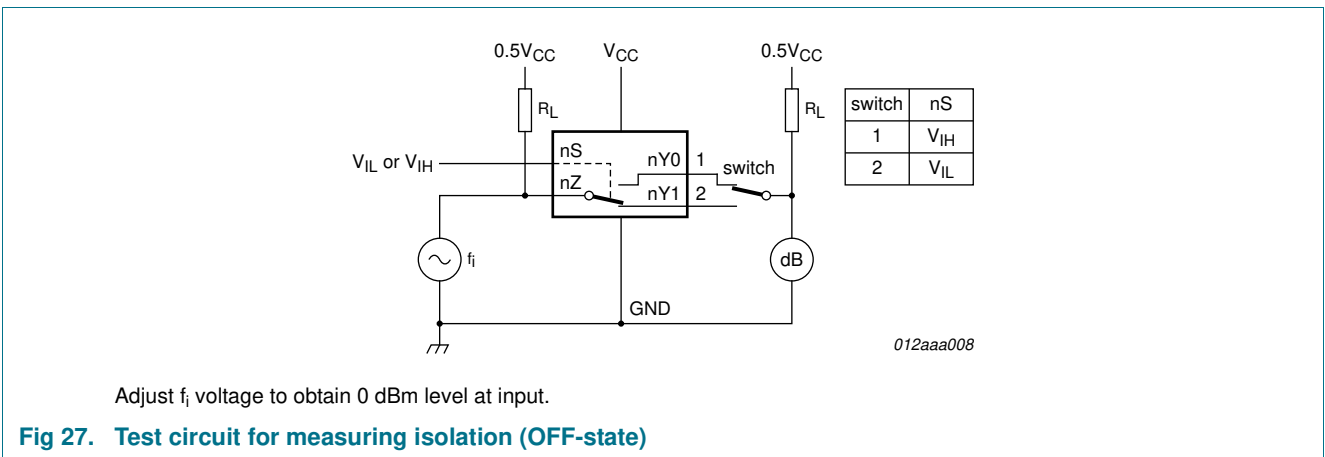 0.5VCC VCC 0.5VCC
RL RL
switch nS
1 VIH
2 VIL
VIL or VIH
nS nY0 1 switch
nZ nY1 2
fi dB
GND
012aaa008
Adjust fi voltage to obtain 0 dBm level at input.
Fig 27. Test circuit for measuring isolation (OFF-state)